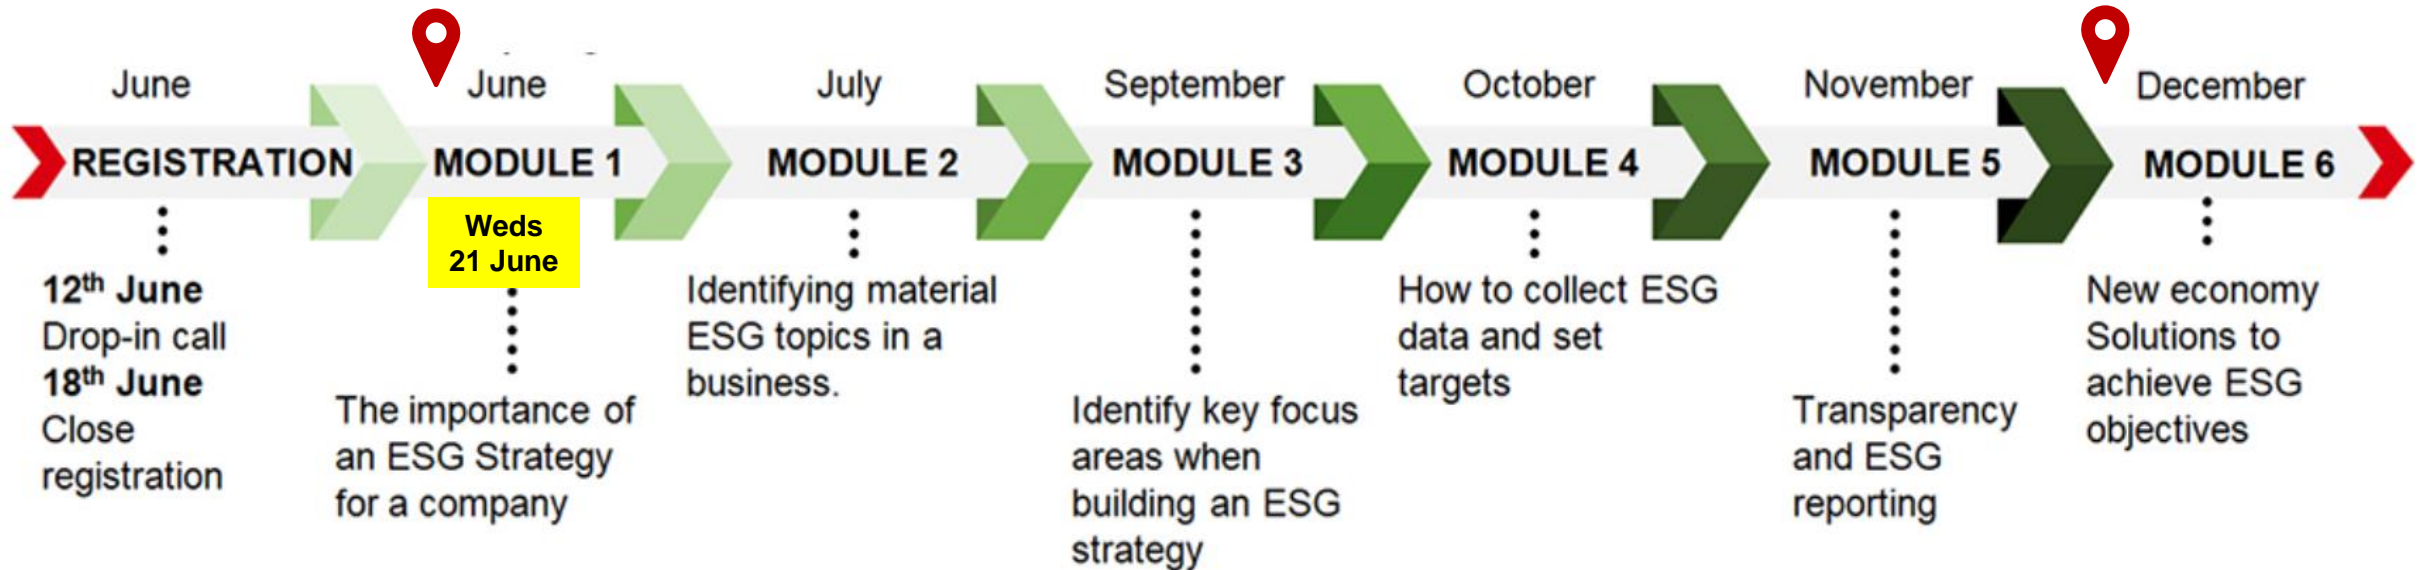 June
REGISTRATION
12th June
Drop-in call
18th June
Close
registration
June
MODULE 1
Weds
21 June
The importance of
an ESG Strategy
for a company
July
MODULE 2
Identifying material
ESG topics in a
business.
September
MODULE 3
Identify key focus
areas when
building an ESG
strategy
October
MODULE 4
How to collect ESG
data and set
targets
November
MODULE 5
Transparency
and ESG
reporting
December
MODULE 6
New economy
Solutions to
achieve ESG
objectives